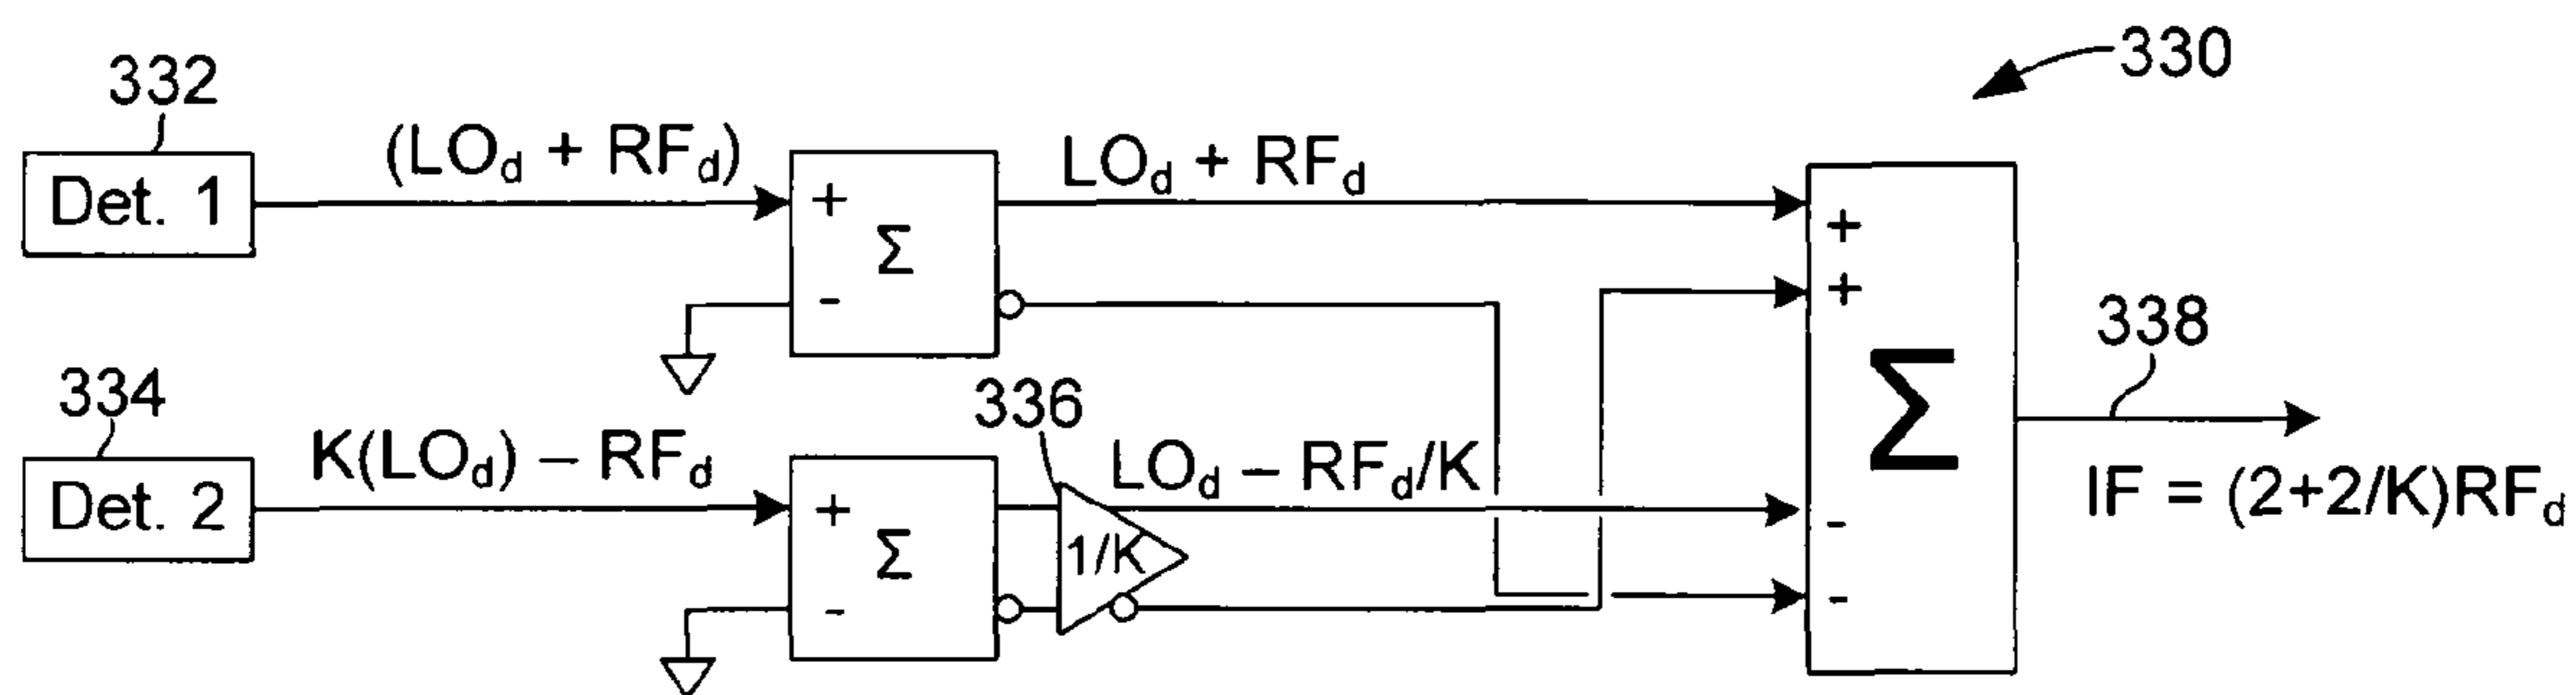 330
332
(LOd + RFd)
LOd + RFd
Det. 1
+
Σ
-
+
+
334
336
338
K(LOd) – RFd
LOd – RFd/K
Σ
IF = (2+2/K)RFd
Det. 2
+
Σ
1/K
-
-
-